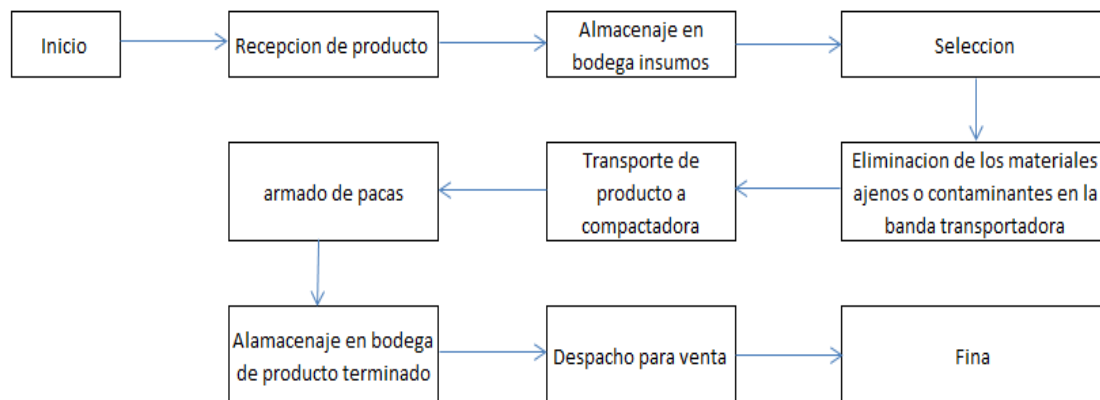 Inicio
Recepcion de producto
Almacenaje en
bodega insumos
Seleccion
Eliminacion de los materiales
ajenos o contaminantes en la
banda transportadora
Transporte de
producto a
compactadora
armado de pacas
Alamacenaje en bodega
de producto terminado
Despacho para venta
Fina